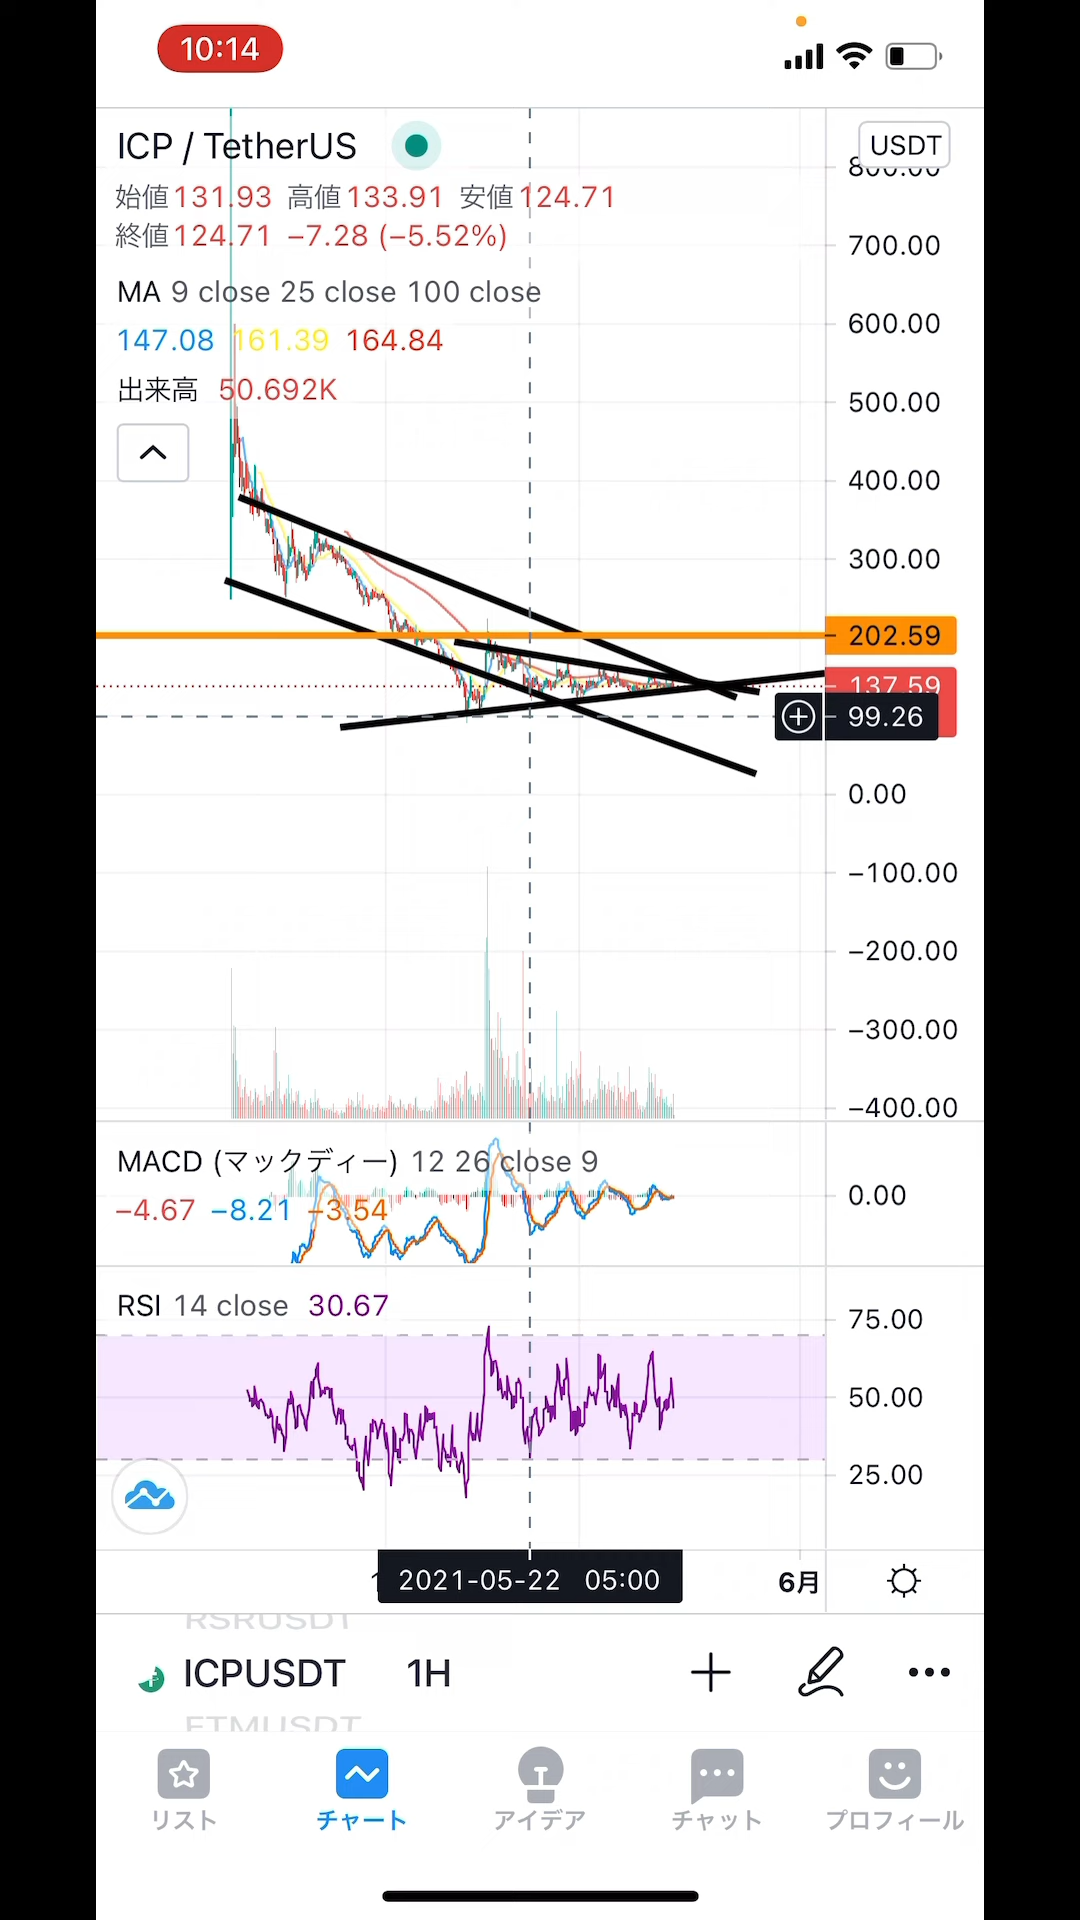 10:14
ICP / TetherUS
USDT
始値131.93 高値133.91 安値124.71
終値124.71 −7.28 (−5.52%)
MA 9 close 25 close 100 close
147.08 161.39 164.84
出来高 50.692K
800.00
700.00
600.00
500.00
400.00
300.00
202.59
137.59
99.26
0.00
−100.00
−200.00
−300.00
−400.00
MACD (マックディー) 12 26 close 9
−4.67 −8.21 −3.54
0.00
RSI 14 close 30.67
75.00
50.00
25.00
2021-05-22 05:00
6月
RSRUSDT
ICPUSDT 1H
FTMUSDT
リスト
チャート
アイデア
チャット
プロフィール